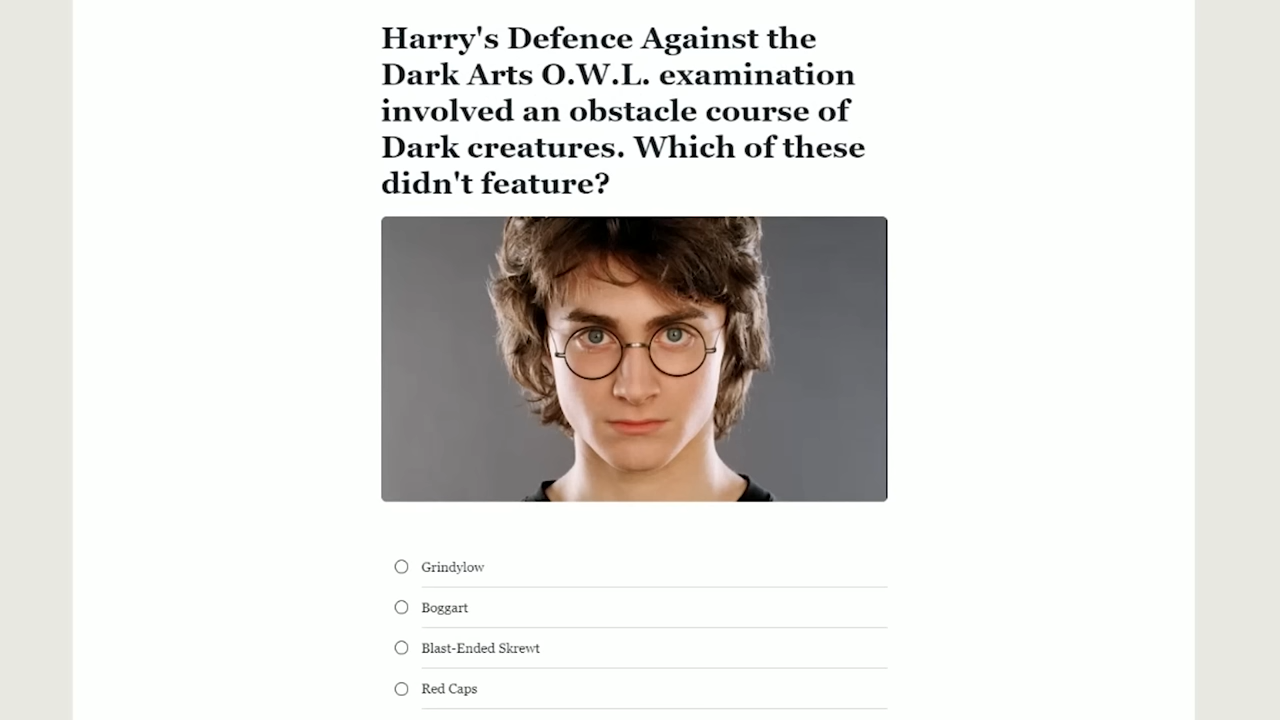 Harry's Defence Against the
Dark Arts O.W.L. examination
involved an obstacle course of
Dark creatures. Which of these
didn't feature?
Grindylow
Boggart
Blast-Ended Skrewt
Red Caps